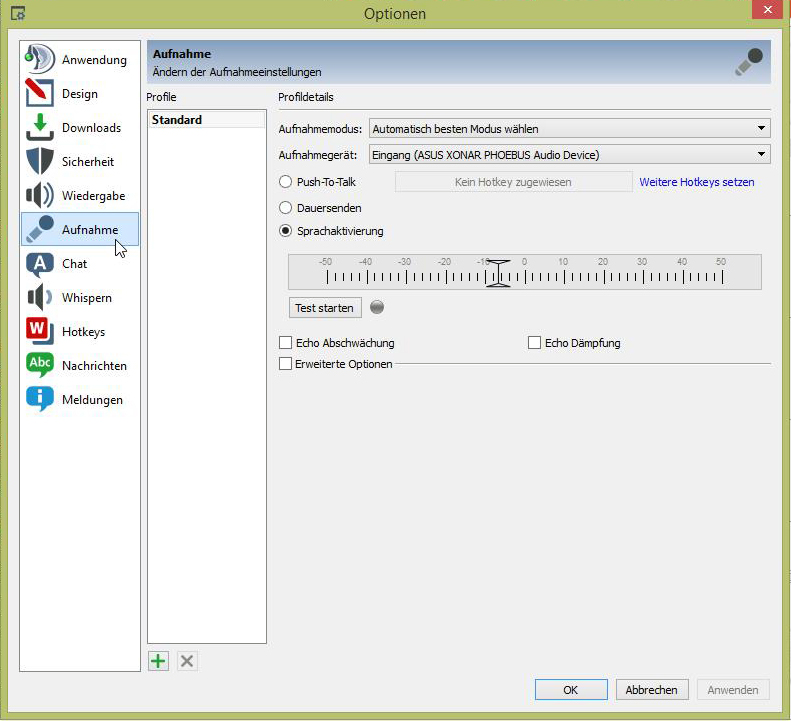 Optionen
Anwendung
Design
Downloads
Sicherheit
Wiedergabe
Aufnahme
Chat
Whispern
Hotkeys
Nachrichten
Meldungen
Aufnahme
Ändern der Aufnahmeeinstellungen
Profile
Standard
Profildetails
Aufnahmemodus: Automatisch besten Modus wählen
Aufnahmegerät: Eingang (ASUS XONAR PHOEBUS Audio Device)
Push-To-Talk Kein Hotkey zugewiesen Weitere Hotkeys setzen
Dauersenden
Sprachaktivierung
-50 -40 -30 -20 -10 0 10 20 30 40 50
Test starten
Echo Abschwächung Echo Dämpfung
Erweiterte Optionen
OK Abbrechen Anwenden